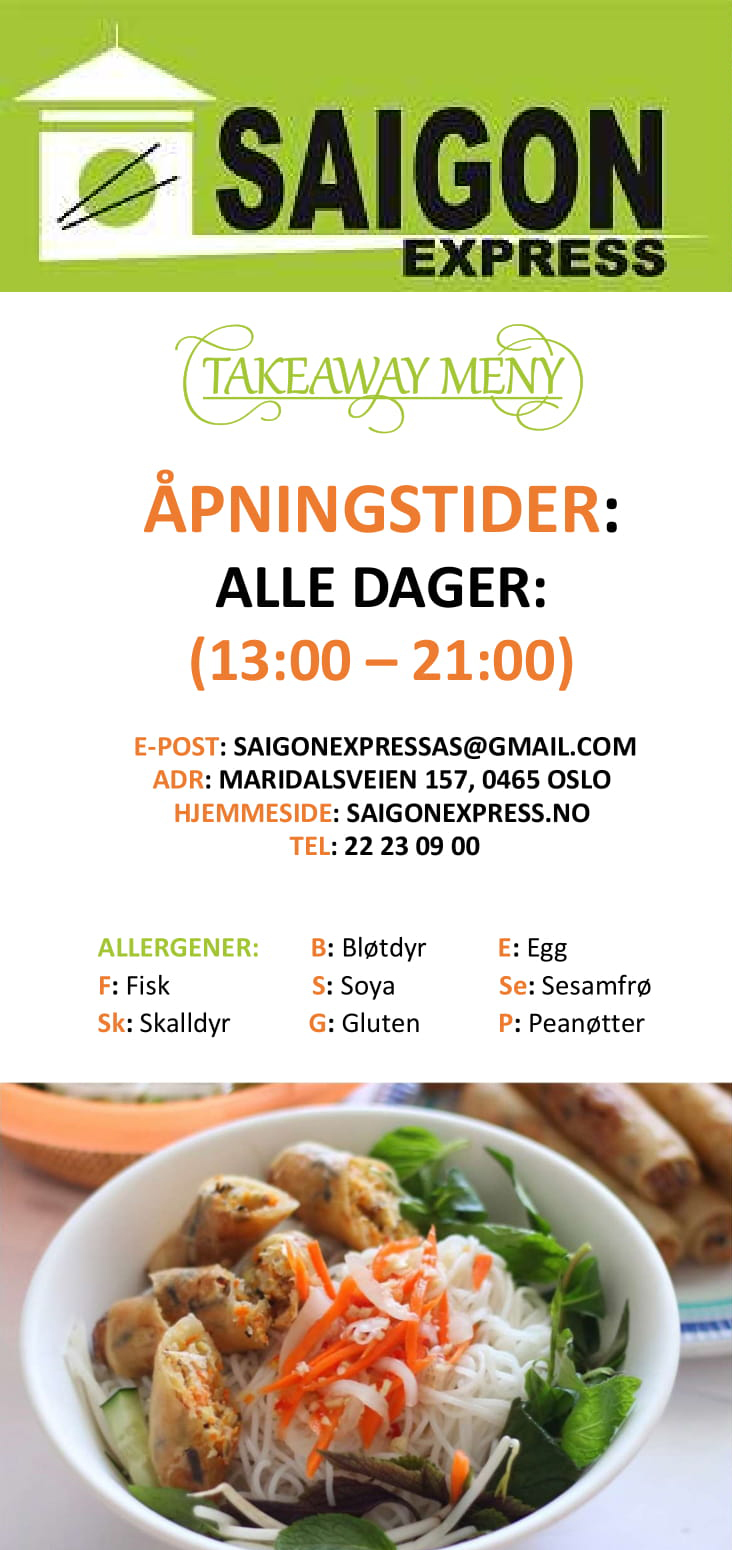 SAIGON
EXPRESS
TAKEAWAY MENY
ÅPNINGSTIDER:
ALLE DAGER:
(13:00 – 21:00)
E-POST: SAIGONEXPRESSAS@GMAIL.COM
ADR: MARIDALSVEIEN 157, 0465 OSLO
HJEMMESIDE: SAIGONEXPRESS.NO
TEL: 22 23 09 00
ALLERGENER: B: Bløtdyr E: Egg
F: Fisk S: Soya Se: Sesamfrø
Sk: Skalldyr G: Gluten P: Peanøtter